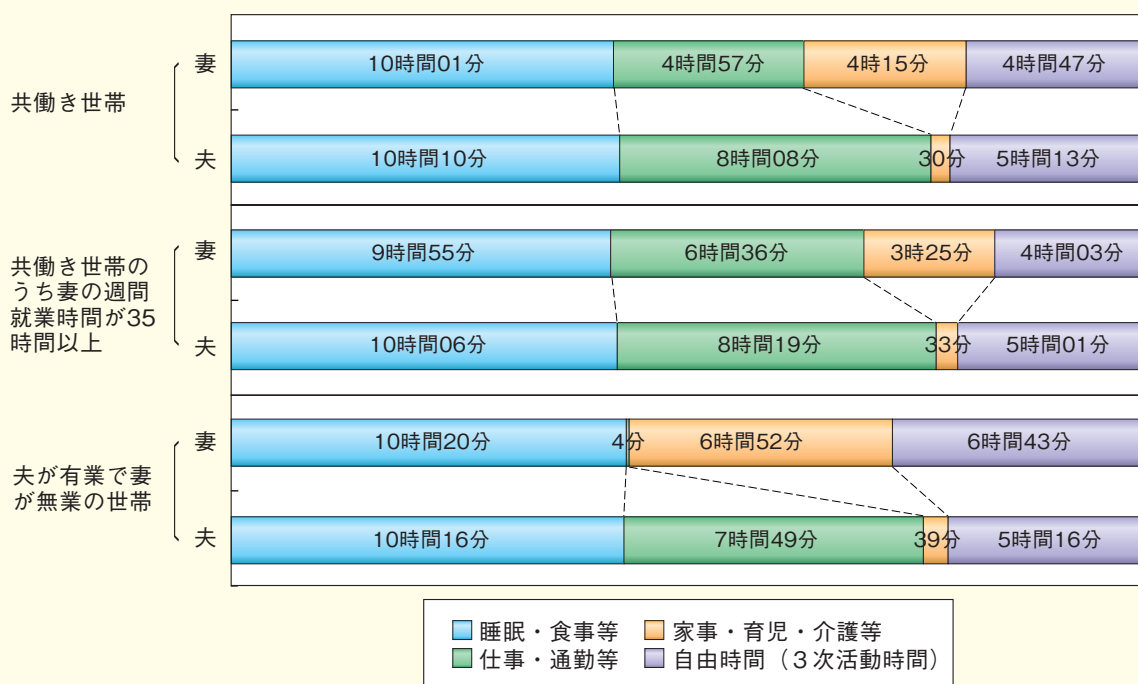 共働き世帯
妻
10時間01分 4時間57分 4時15分 4時間47分
夫
10時間10分 8時間08分 30分 5時間13分
共働き世帯の
うち妻の週間
就業時間が35
時間以上
妻
9時間55分 6時間36分 3時25分 4時間03分
夫
10時間06分 8時間19分 33分 5時間01分
夫が有業で妻
が無業の世帯
妻
10時間20分 4分 6時間52分 6時間43分
夫
10時間16分 7時間49分 39分 5時間16分
睡眠・食事等 家事・育児・介護等
仕事・通勤等 自由時間（３次活動時間）